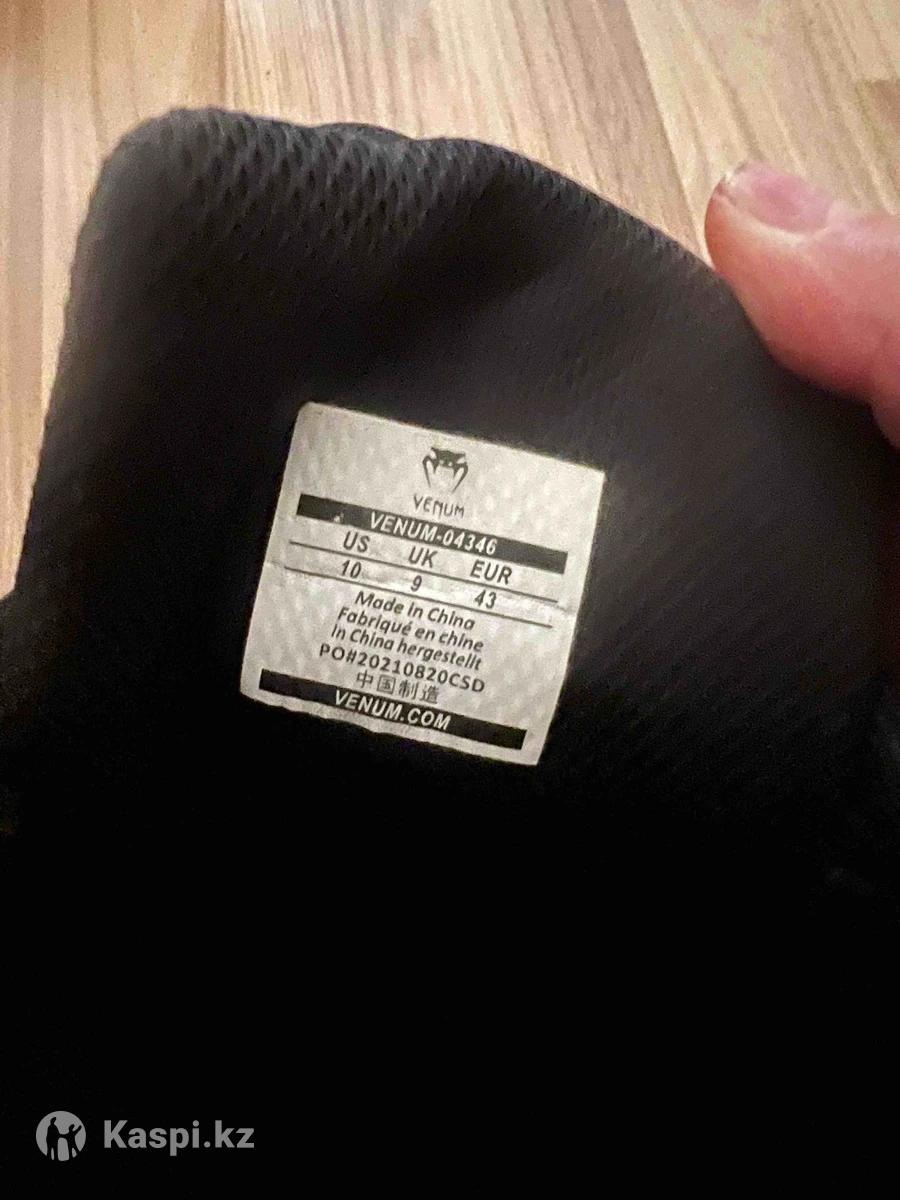 VENUM
VENUM-04346
US UK EUR
10 9 43
Made in China
Fabriqué en chine
In China hergestellt
PO#20210820CSD
中国制造
VENUM.COM
Kaspi.kz